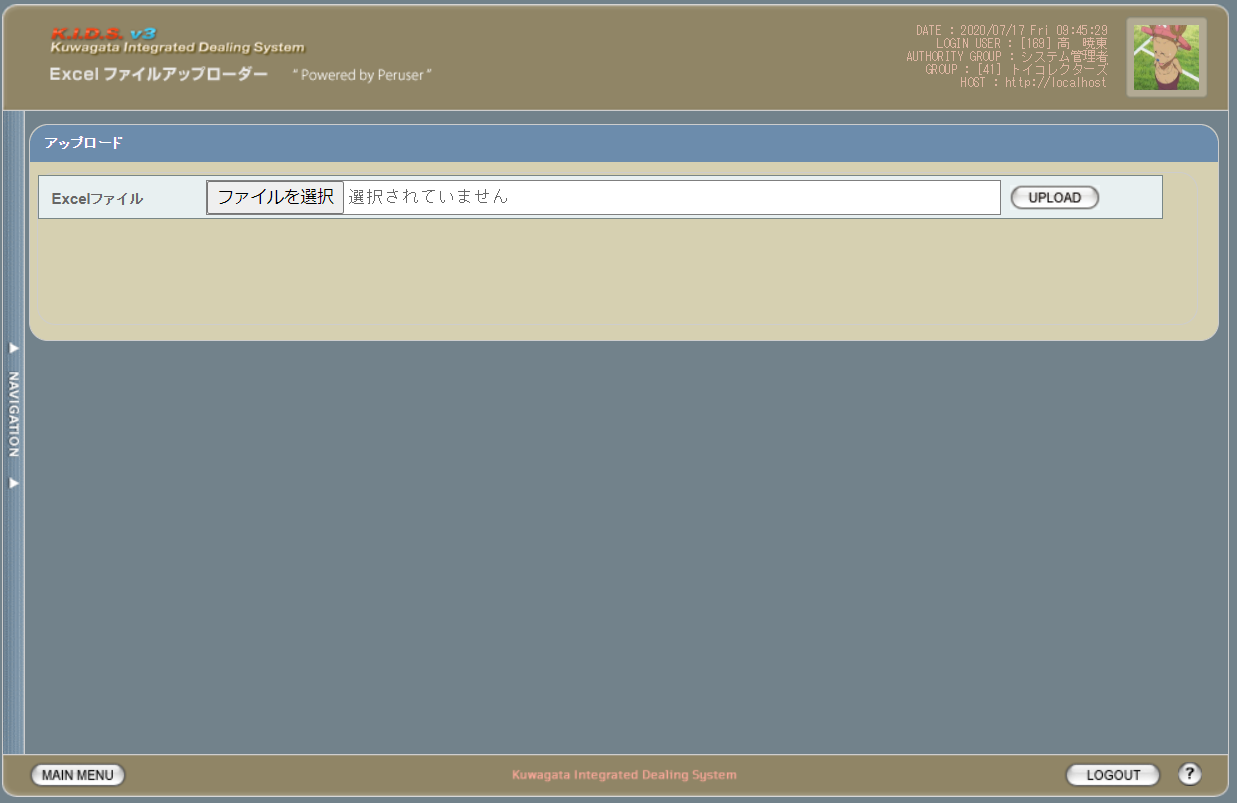 K.I.D.S. v3
Kuwagata Integrated Dealing System
Excel ファイルアップローダー “ Powered by Peruser ”
DATE : 2020/07/17 Fri 09:45:29
LOGIN USER : [169] 高　暁東
AUTHORITY GROUP : システム管理者
GROUP : [41] トイコレクターズ
HOST : http://localhost
アップロード
Excelファイル ファイルを選択 選択されていません UPLOAD
NAVIGATION
MAIN MENU Kuwagata Integrated Dealing System LOGOUT ?